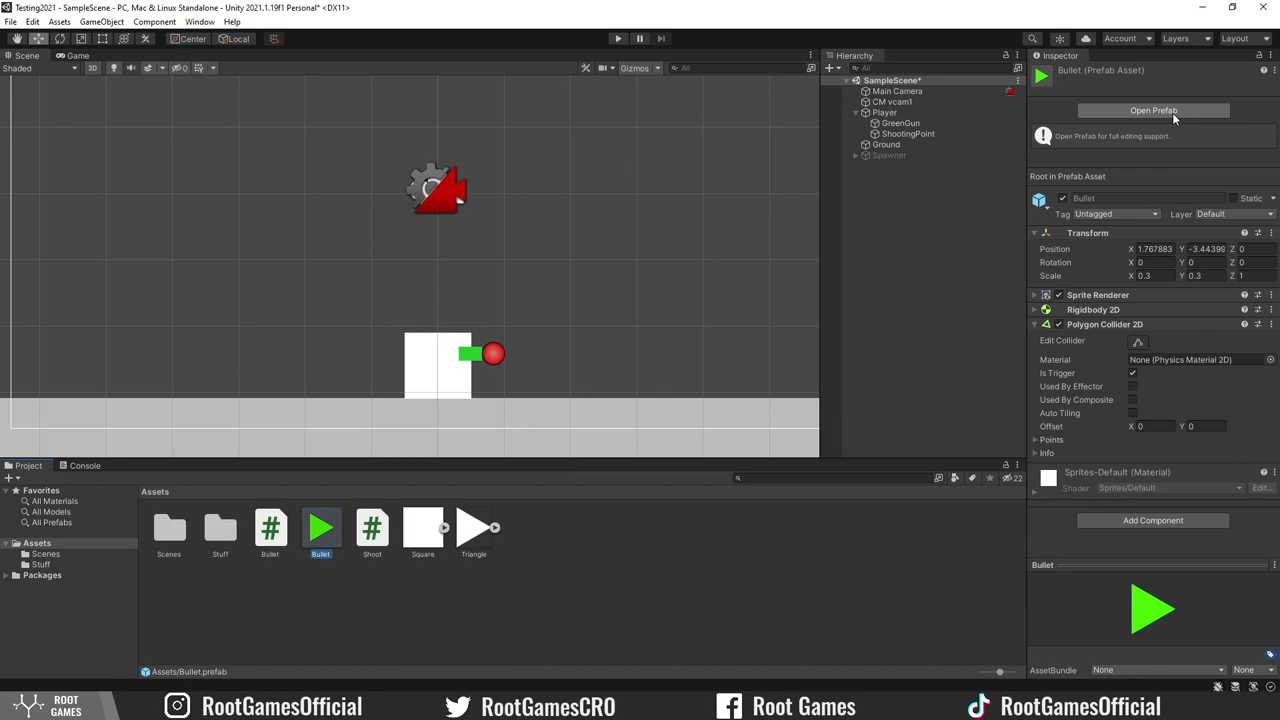 Testing2021 - SampleScene - PC, Mac & Linux Standalone - Unity 2021.1.19f1 Personal* <DX11>
File Edit Assets GameObject Component Window Help
Center Local Account Layers Layout
Scene Game
Shaded 2D 0 Gizmos All
Hierarchy
All
SampleScene*
Main Camera
CM vcam1
Player
GreenGun
ShootingPoint
Ground
Spawner
Inspector
Bullet (Prefab Asset)
Open Prefab
Open Prefab for full editing support.
Root in Prefab Asset
Bullet Static
Tag Untagged Layer Default
Transform
Position X 1.767883 Y -3.44399 Z 0
Rotation X 0 Y 0 Z 0
Scale X 0.3 Y 0.3 Z 1
Sprite Renderer
Rigidbody 2D
Polygon Collider 2D
Edit Collider
Material None (Physics Material 2D)
Is Trigger
Used By Effector
Used By Composite
Auto Tiling
Offset X 0 Y 0
Points
Info
Sprites-Default (Material)
Shader Sprites/Default Edit...
Add Component
Bullet
AssetBundle None None
Project Console
22
Favorites
All Materials
All Models
All Prefabs
Assets
Scenes
Stuff
Packages
Assets
Scenes Stuff Bullet Bullet Shoot Square Triangle
Assets/Bullet.prefab
ROOT GAMES RootGamesOfficial RootGamesCRO Root Games RootGamesOfficial